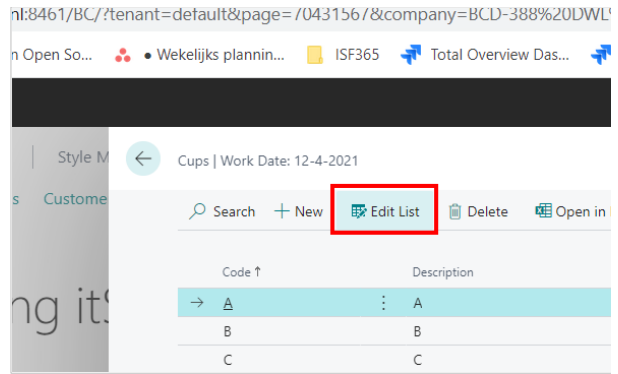 nl:8461/BC/?tenant=default&page=70431567&company=BCD-388%20DWL
n Open So... • Wekelijks plannin... ISF365 Total Overview Das...
Style M
Cups | Work Date: 12-4-2021
s Custome
Search + New Edit List Delete Open in
Code ↑ Description
ng it
→ A ⋮ A
B B
C C